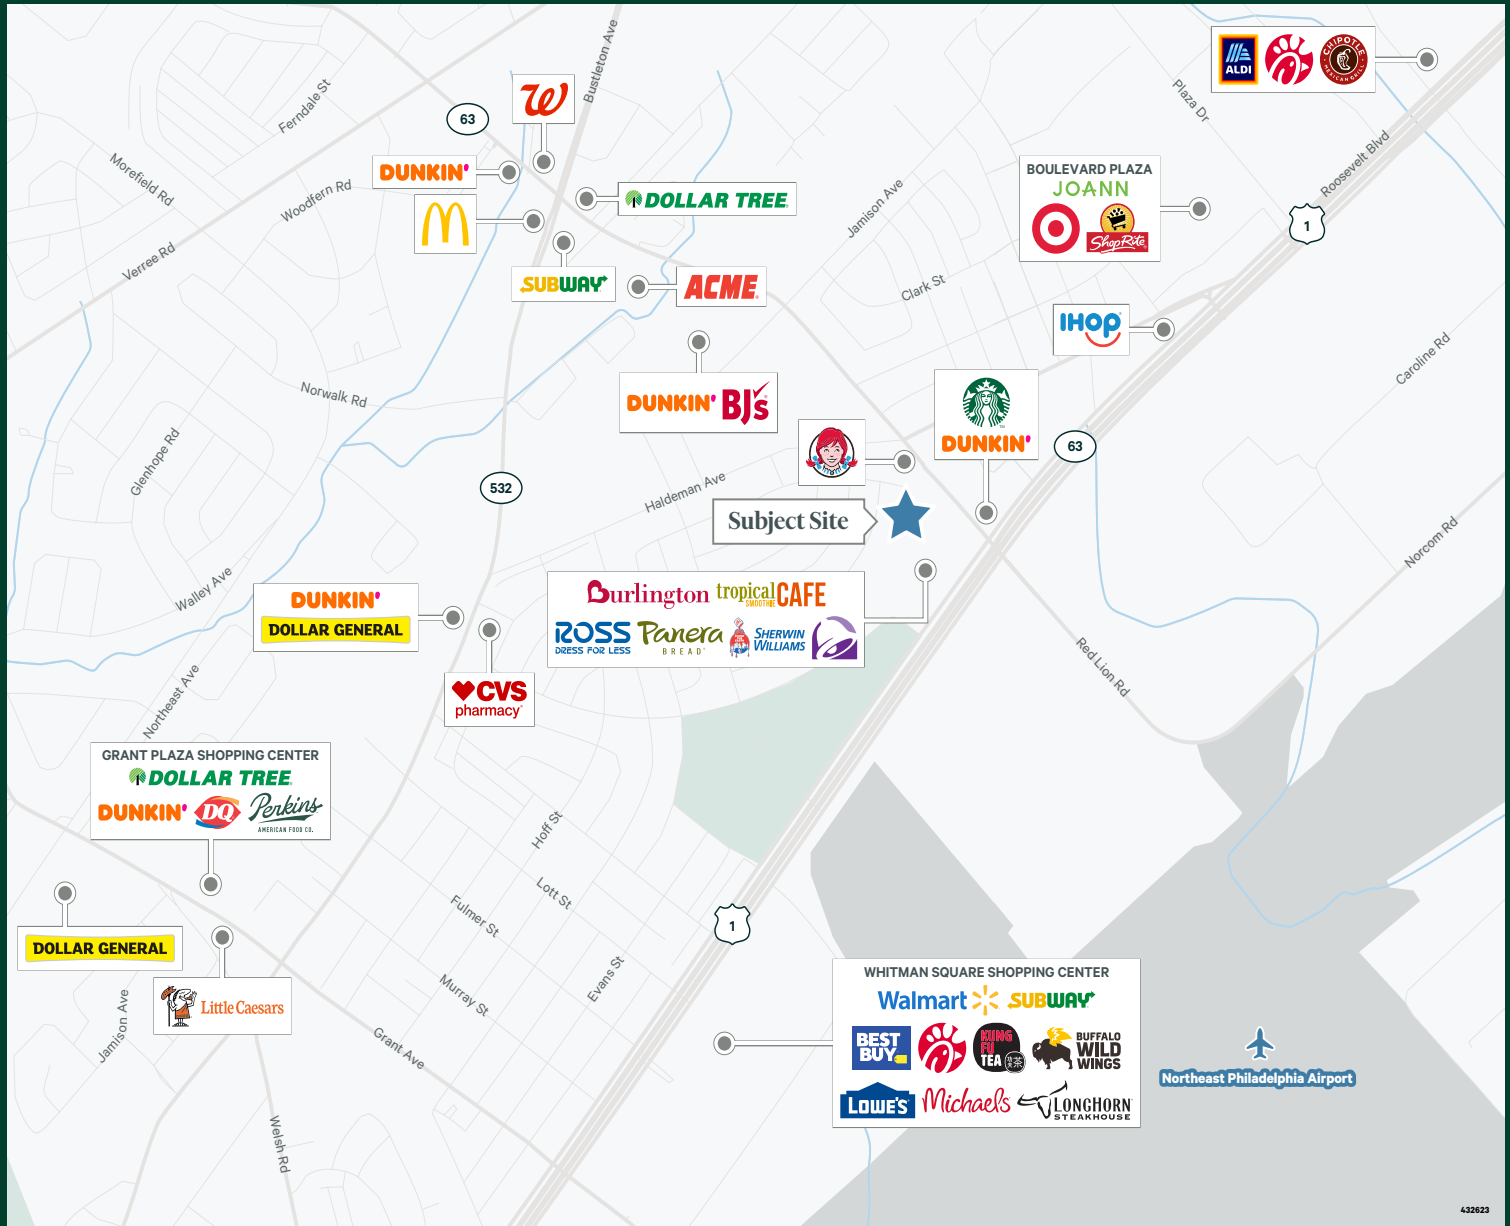 Bustleton Ave
ALDI
CHIPOTLE
MEXICAN GRILL
Plaza Dr
Ferndale St
63
W
Roosevelt Blvd
Morefield Rd
DUNKIN'
Woodfern Rd
DOLLAR TREE
BOULEVARD PLAZA
JOANN
ShopRite
Jamison Ave
1
Verree Rd
SUBWAY
ACME
Clark St
IHOP
Caroline Rd
Norwalk Rd
DUNKIN' BJ's
DUNKIN'
63
Glenhope Rd
532
Haldeman Ave
Subject Site
Norcom Rd
Walley Ave
DUNKIN'
DOLLAR GENERAL
Burlington tropical SMOOTHIE CAFE
ROSS DRESS FOR LESS
Panera BREAD
SHERWIN WILLIAMS
CVS
pharmacy
Red Lion Rd
Northeast Ave
GRANT PLAZA SHOPPING CENTER
DOLLAR TREE
DUNKIN' DQ Perkins
AMERICAN FOOD CO.
Hoff St
Lott St
Fulmer St
1
DOLLAR GENERAL
Little Caesars
Evans St
Murray St
Jamison Ave
Grant Ave
Welsh Rd
WHITMAN SQUARE SHOPPING CENTER
Walmart SUBWAY
BEST BUY
KUNG FU TEA
BUFFALO WILD WINGS
LOWE'S Michaels LONGHORN
STEAKHOUSE
Northeast Philadelphia Airport
432623